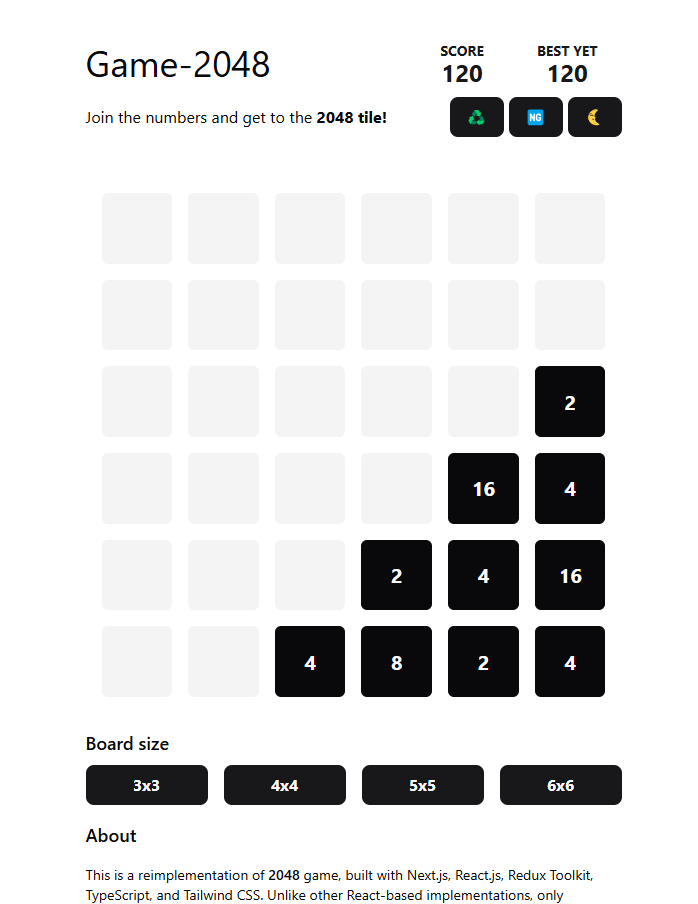 Game-2048
SCORE
120
BEST YET
120
Join the numbers and get to the 2048 tile!
NG
2
16 4
2 4 16
4 8 2 4
Board size
3x3 4x4 5x5 6x6
About
This is a reimplementation of 2048 game, built with Next.js, React.js, Redux Toolkit,
TypeScript, and Tailwind CSS. Unlike other React-based implementations, only